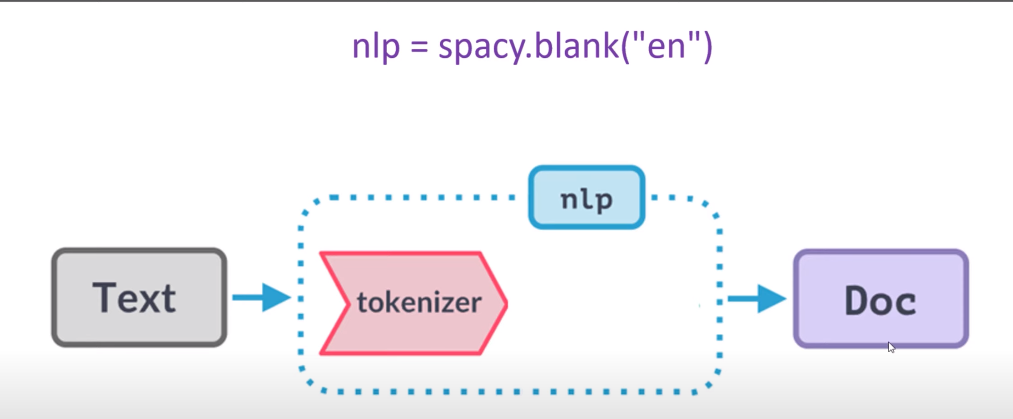 nlp = spacy.blank("en")
nlp
Text
tokenizer
Doc